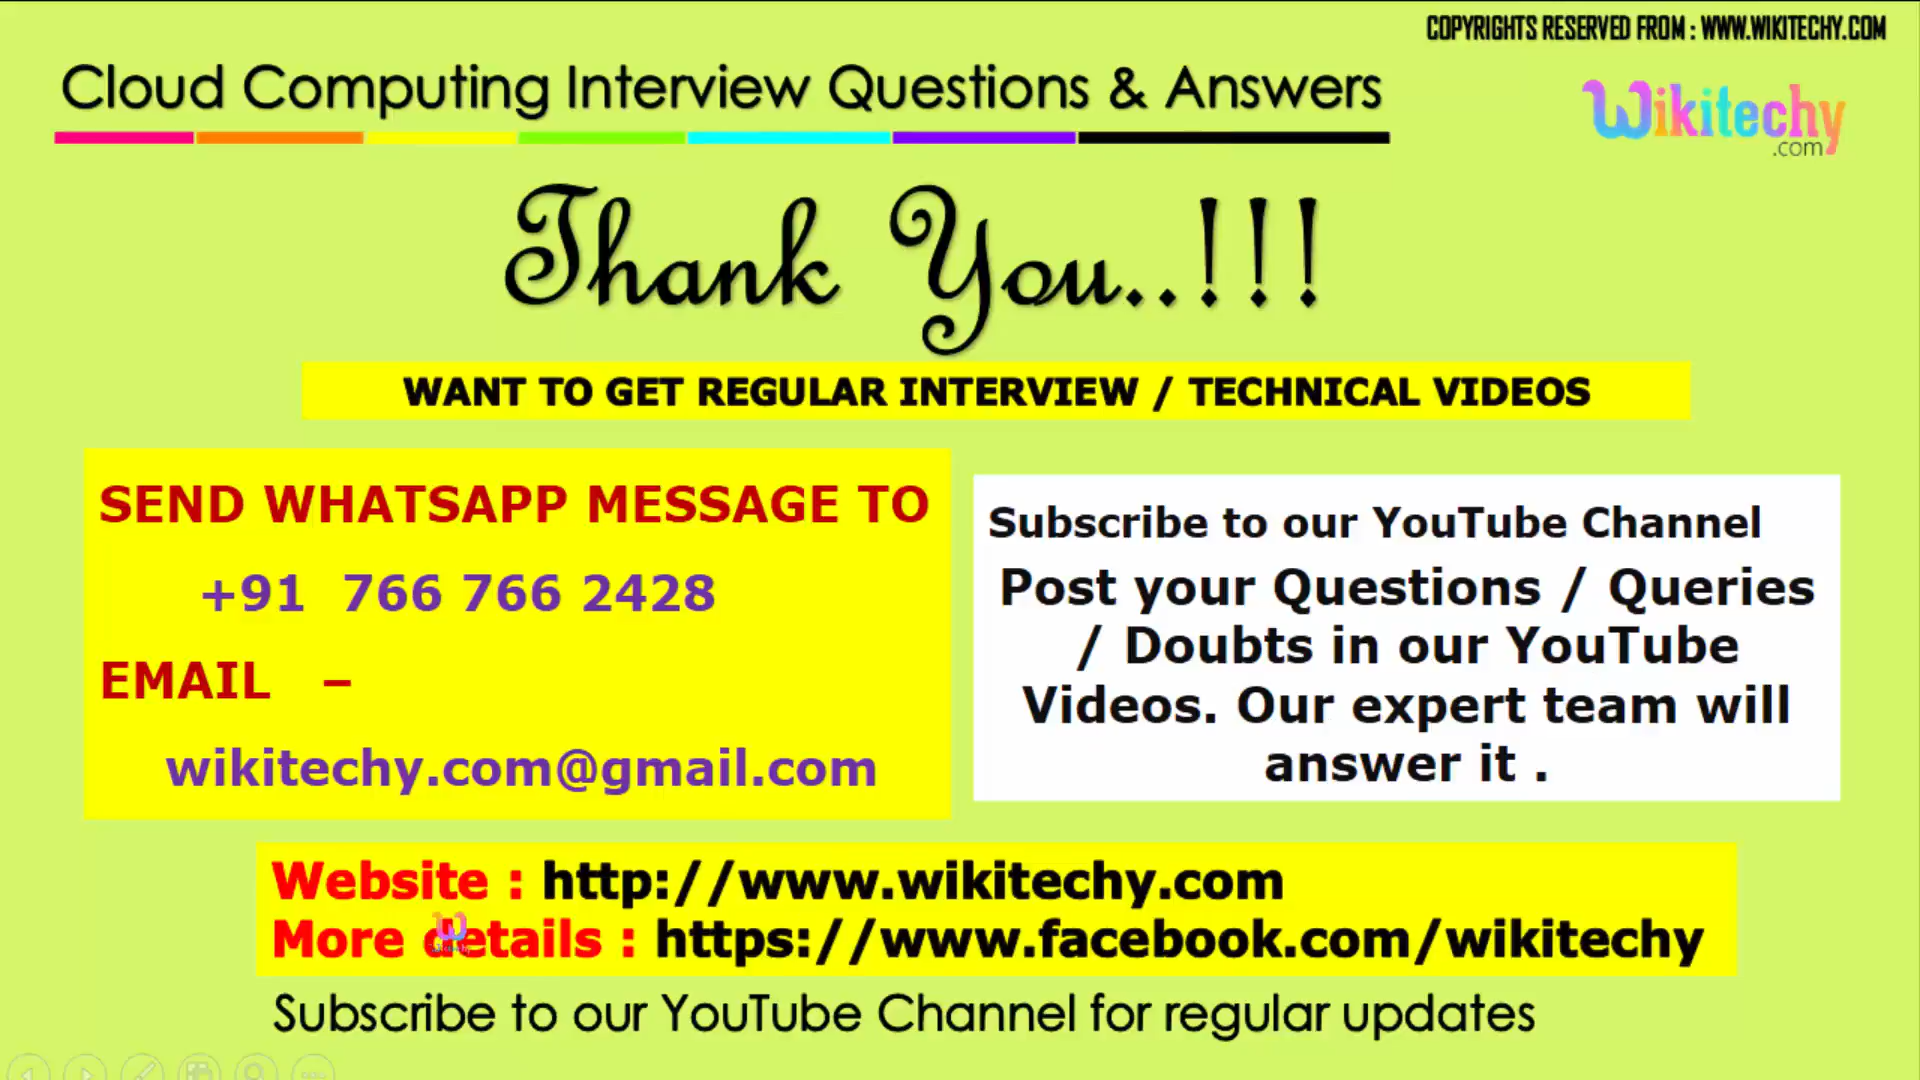 COPYRIGHTS RESERVED FROM : WWW.WIKITECHY.COM
Cloud Computing Interview Questions & Answers
Wikitechy
.com
Thank You..!!!
WANT TO GET REGULAR INTERVIEW / TECHNICAL VIDEOS
SEND WHATSAPP MESSAGE TO
+91 766 766 2428
EMAIL –
wikitechy.com@gmail.com
Subscribe to our YouTube Channel
Post your Questions / Queries
/ Doubts in our YouTube
Videos. Our expert team will
answer it .
Website : http://www.wikitechy.com
More details : https://www.facebook.com/wikitechy
Subscribe to our YouTube Channel for regular updates